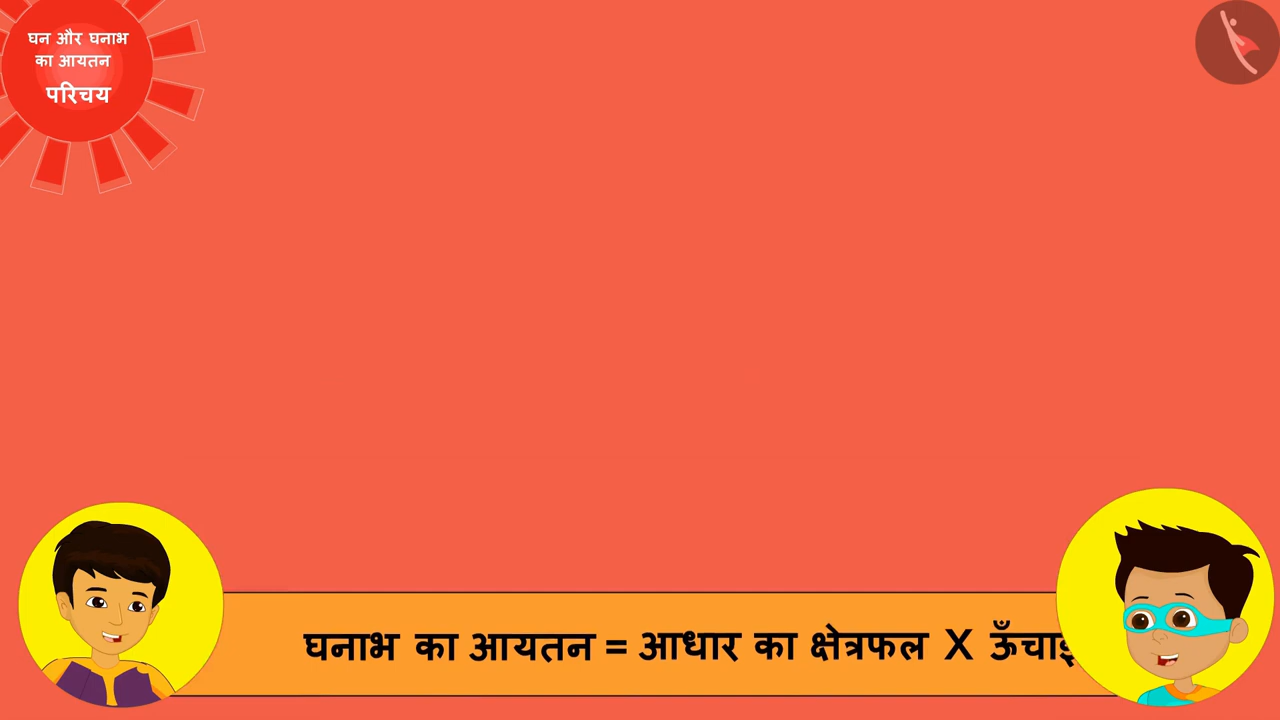 घन और घनाभ
का आयतन
परिचय
घनाभ का आयतन = आधार का क्षेत्रफल X